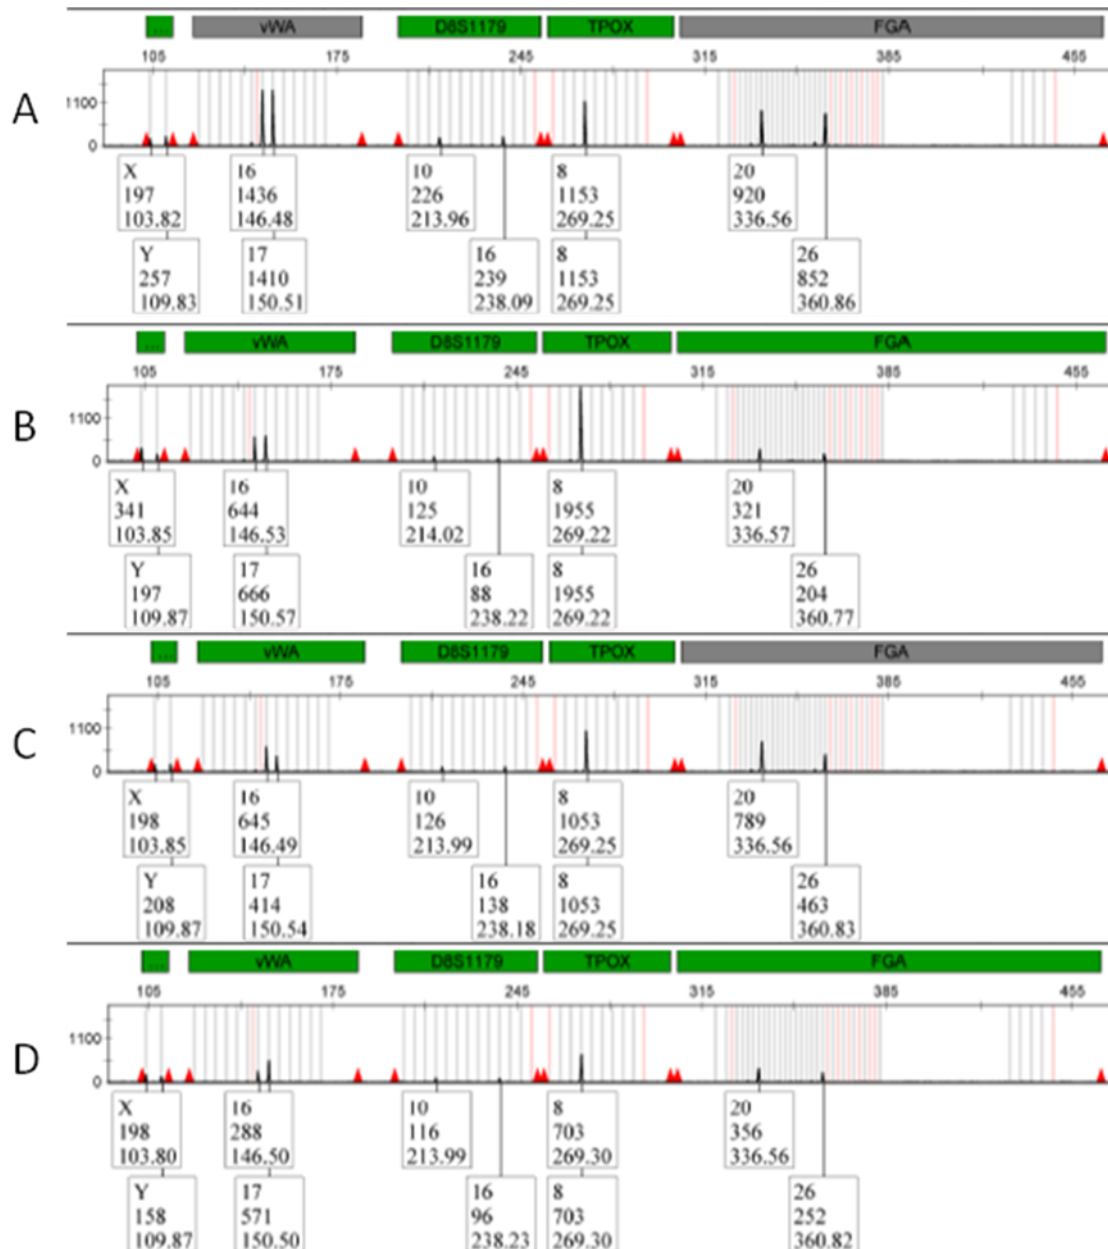 ... vWA D8S1179 TPOX FGA
105 175 245 315 385 455
A
1100
0
X 16 10 8 20
197 1436 226 1153 920
103.82 146.48 213.96 269.25 336.56
Y 17 16 8 26
257 1410 239 1153 852
109.83 150.51 238.09 269.25 360.86
... vWA D8S1179 TPOX FGA
105 175 245 315 385 455
B
1100
0
X 16 10 8 20
341 644 125 1955 321
103.85 146.53 214.02 269.22 336.57
Y 17 16 8 26
197 666 88 1955 204
109.87 150.57 238.22 269.22 360.77
... vWA D8S1179 TPOX FGA
105 175 245 315 385 455
C
1100
0
X 16 10 8 20
198 645 126 1053 789
103.85 146.49 213.99 269.25 336.56
Y 17 16 8 26
208 414 138 1053 463
109.87 150.54 238.18 269.25 360.83
... vWA D8S1179 TPOX FGA
105 175 245 315 385 455
D
1100
0
X 16 10 8 20
198 288 116 703 356
103.80 146.50 213.99 269.30 336.56
Y 17 16 8 26
158 571 96 703 252
109.87 150.50 238.23 269.30 360.82